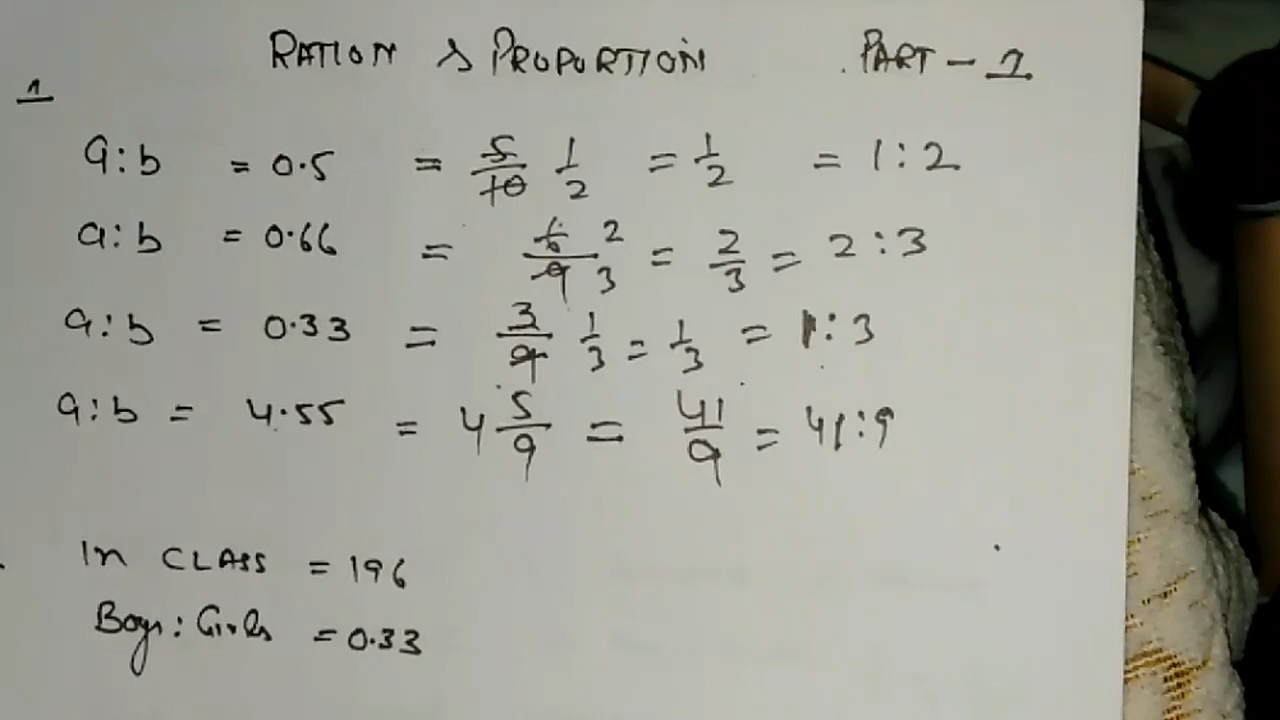 RATION & PROPORTION PART - 1
1
a:b = 0.5 = 5/10 1/2 = 1/2 = 1:2
a:b = 0.66 = 6/9 2/3 = 2/3 = 2:3
a:b = 0.33 = 3/9 1/3 = 1/3 = 1:3
a:b = 4.55 = 4 5/9 = 41/9 = 41:9
In CLASS = 196
Boys: Girls = 0.33